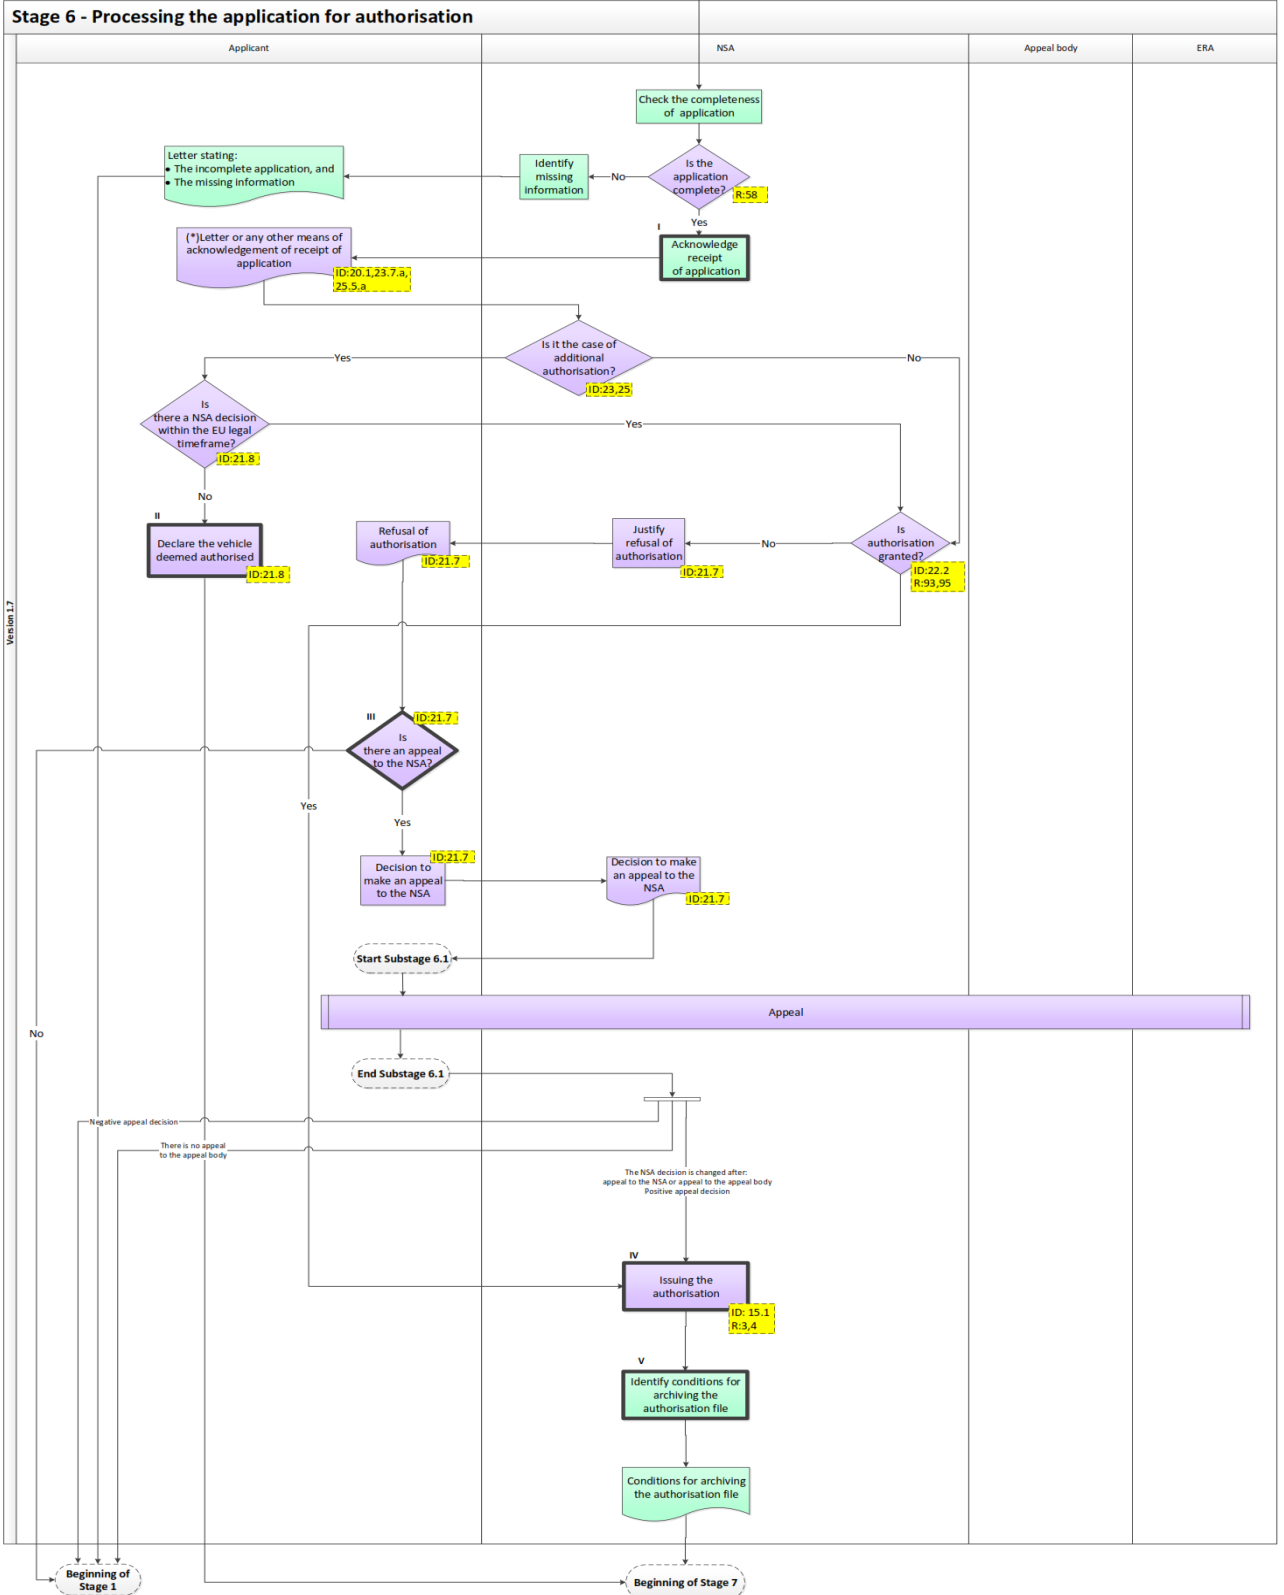 Stage 6 - Processing the application for authorisation
Applicant
NSA
Appeal body
ERA
Version 1.7
Check the completeness
of application
Is the
application
complete?
R:58
No
Identify
missing
information
Letter stating:
• The incomplete application, and
• The missing information
Yes
I
Acknowledge
receipt
of application
(*)Letter or any other means of
acknowledgement of receipt of
application
ID:20.1,23.7.a,
25.5.a
Is it the case of
additional
authorisation?
ID:23,25
Yes
No
Is
there a NSA decision
within the EU legal
timeframe?
ID:21.8
Yes
No
II
Declare the vehicle
deemed authorised
ID:21.8
Refusal of
authorisation
ID:21.7
Justify
refusal of
authorisation
ID:21.7
No
Is
authorisation
granted?
ID:22.2
R:93,95
III
ID:21.7
Is
there an appeal
to the NSA?
Yes
Yes
ID:21.7
Decision to
make an appeal
to the NSA
Decision to make
an appeal to the
NSA
ID:21.7
Start Substage 6.1
Appeal
No
End Substage 6.1
Negative appeal decision
There is no appeal
to the appeal body
The NSA decision is changed after:
appeal to the NSA or appeal to the appeal body
Positive appeal decision
IV
Issuing the
authorisation
ID: 15.1
R:3,4
V
Identify conditions for
archiving the
authorisation file
Conditions for archiving
the authorisation file
Beginning of
Stage 1
Beginning of Stage 7